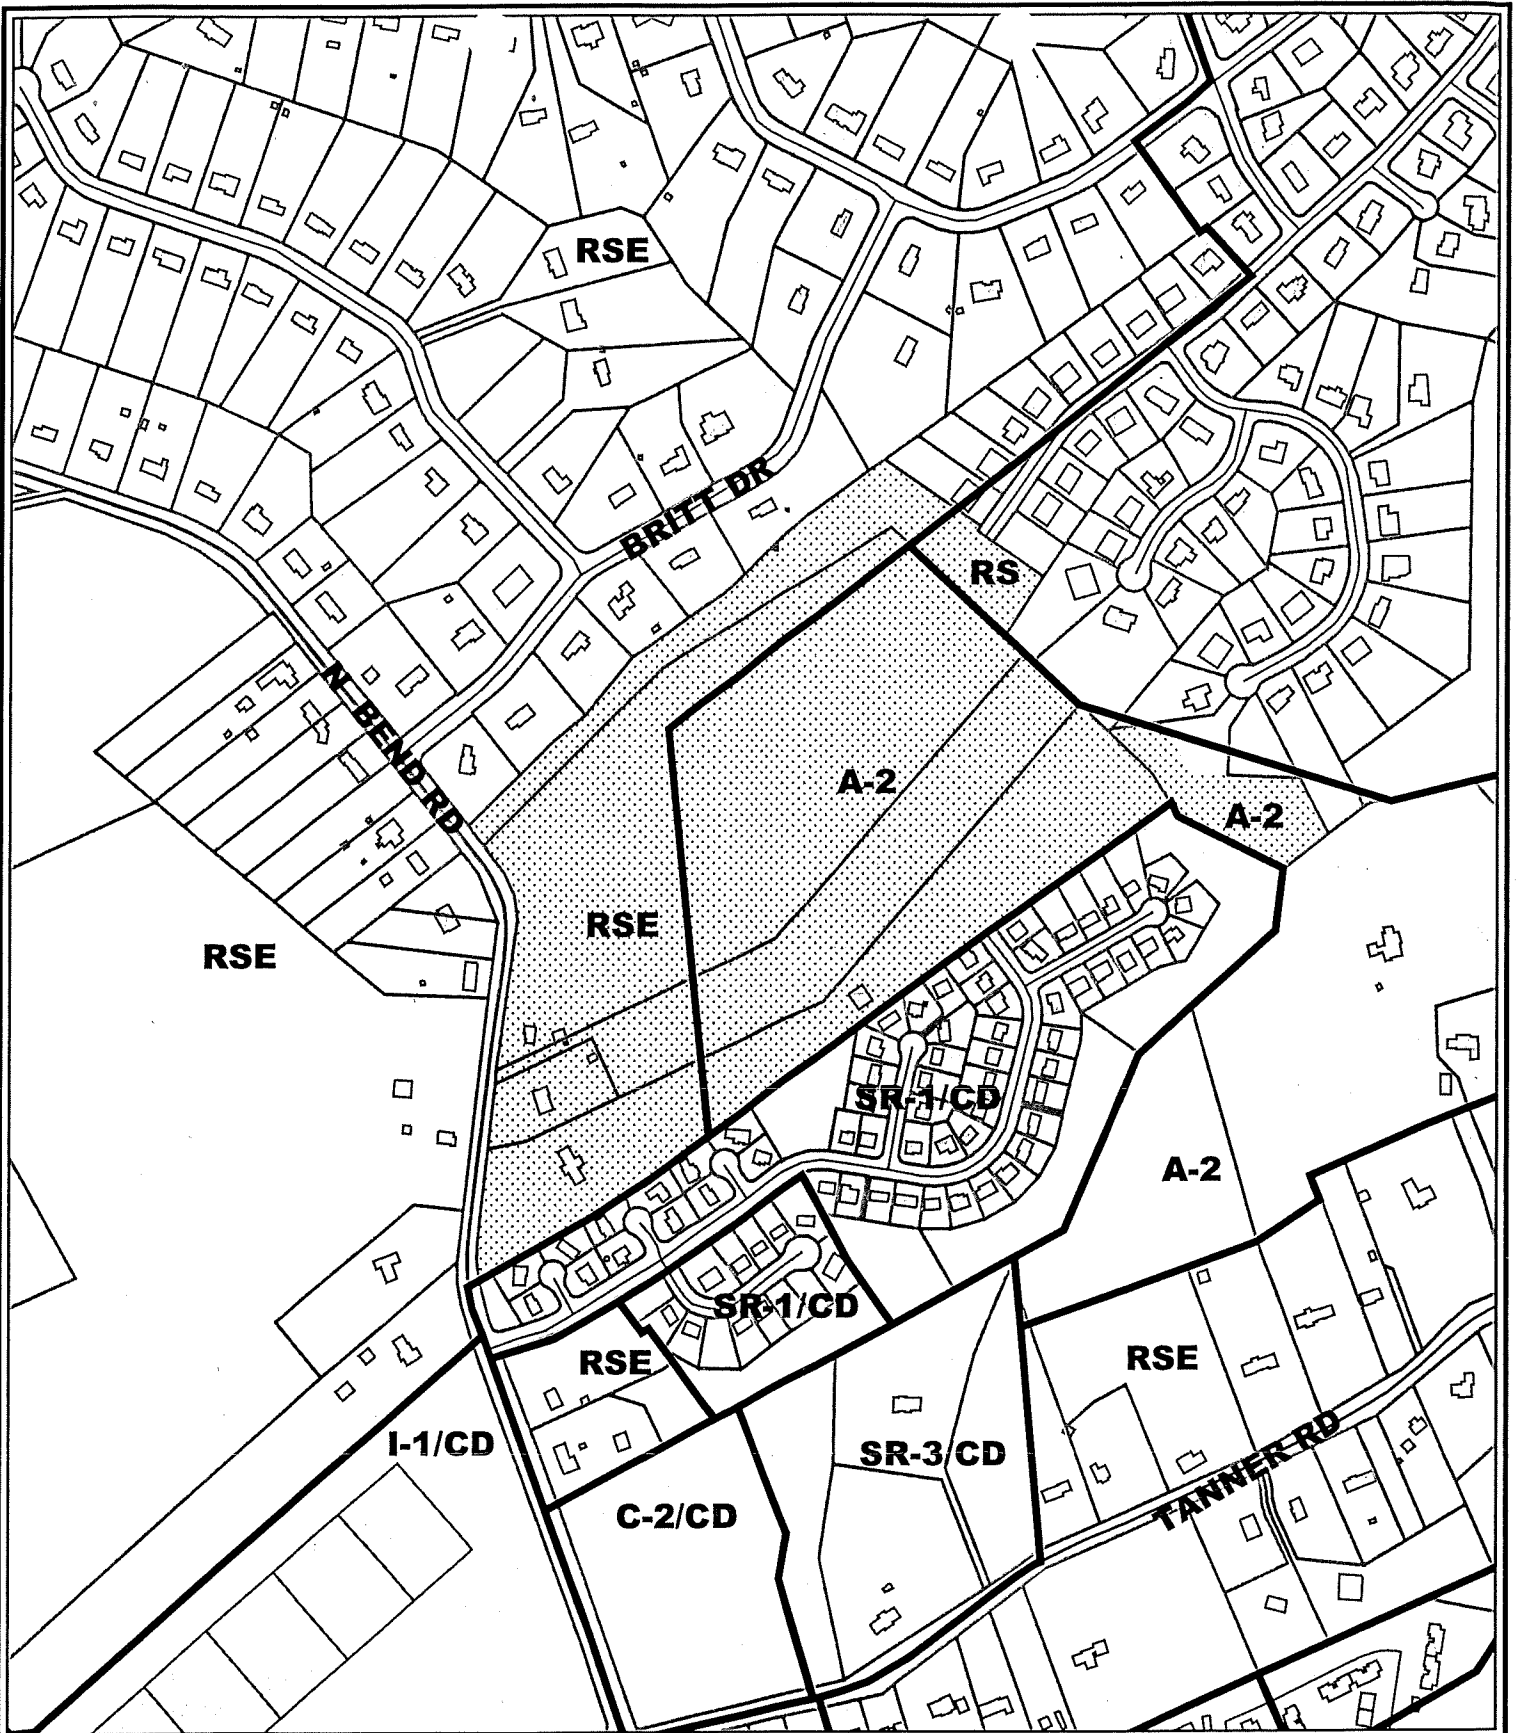 RSE
BRITT DR
RS
N BEND RD
A-2
A-2
RSE
RSE
SR-1/CD
A-2
SR-1/CD
RSE
RSE
I-1/CD
SR-3/CD
C-2/CD
TANNER RD